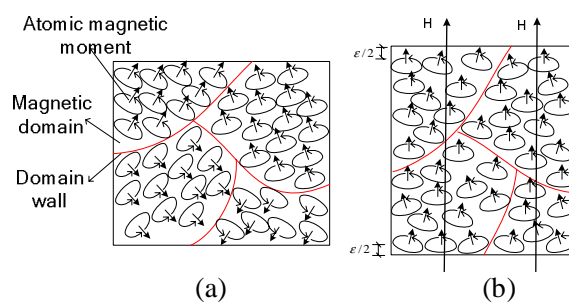 Atomic magnetic
moment
Magnetic
domain
Domain
wall
(a)
H
H
ε/2
ε/2
(b)